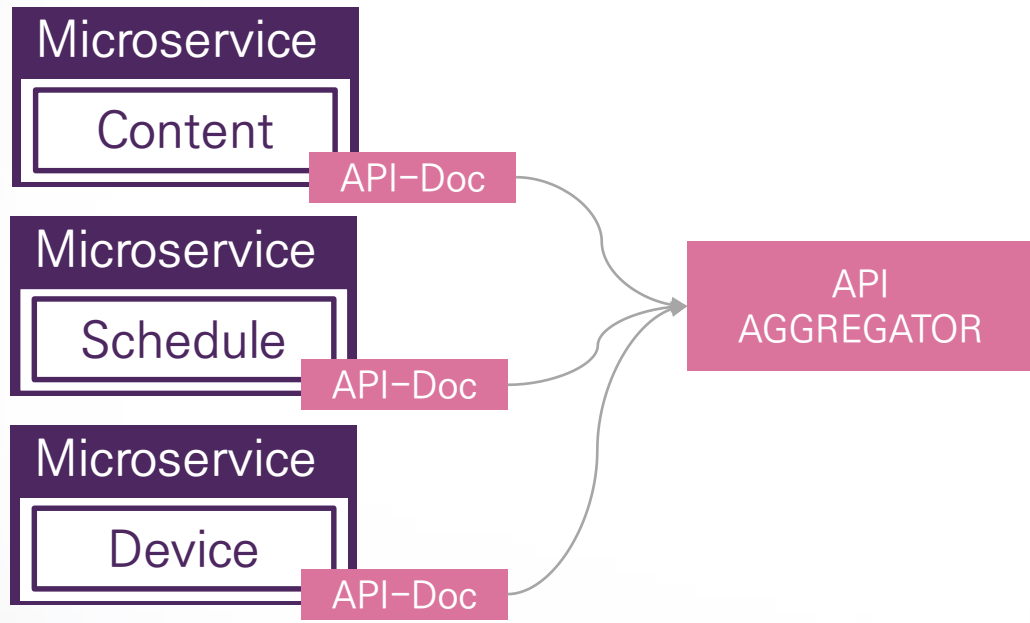 Microservice
Content
API-Doc
Microservice
Schedule
API-Doc
Microservice
Device
API-Doc
API
AGGREGATOR